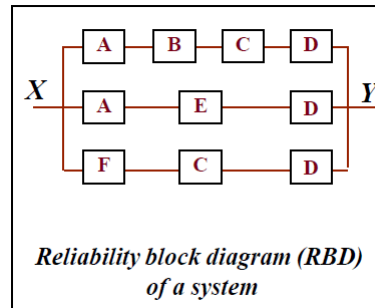 A B C D
X Y
A E D
F C D
Reliability block diagram (RBD)
of a system